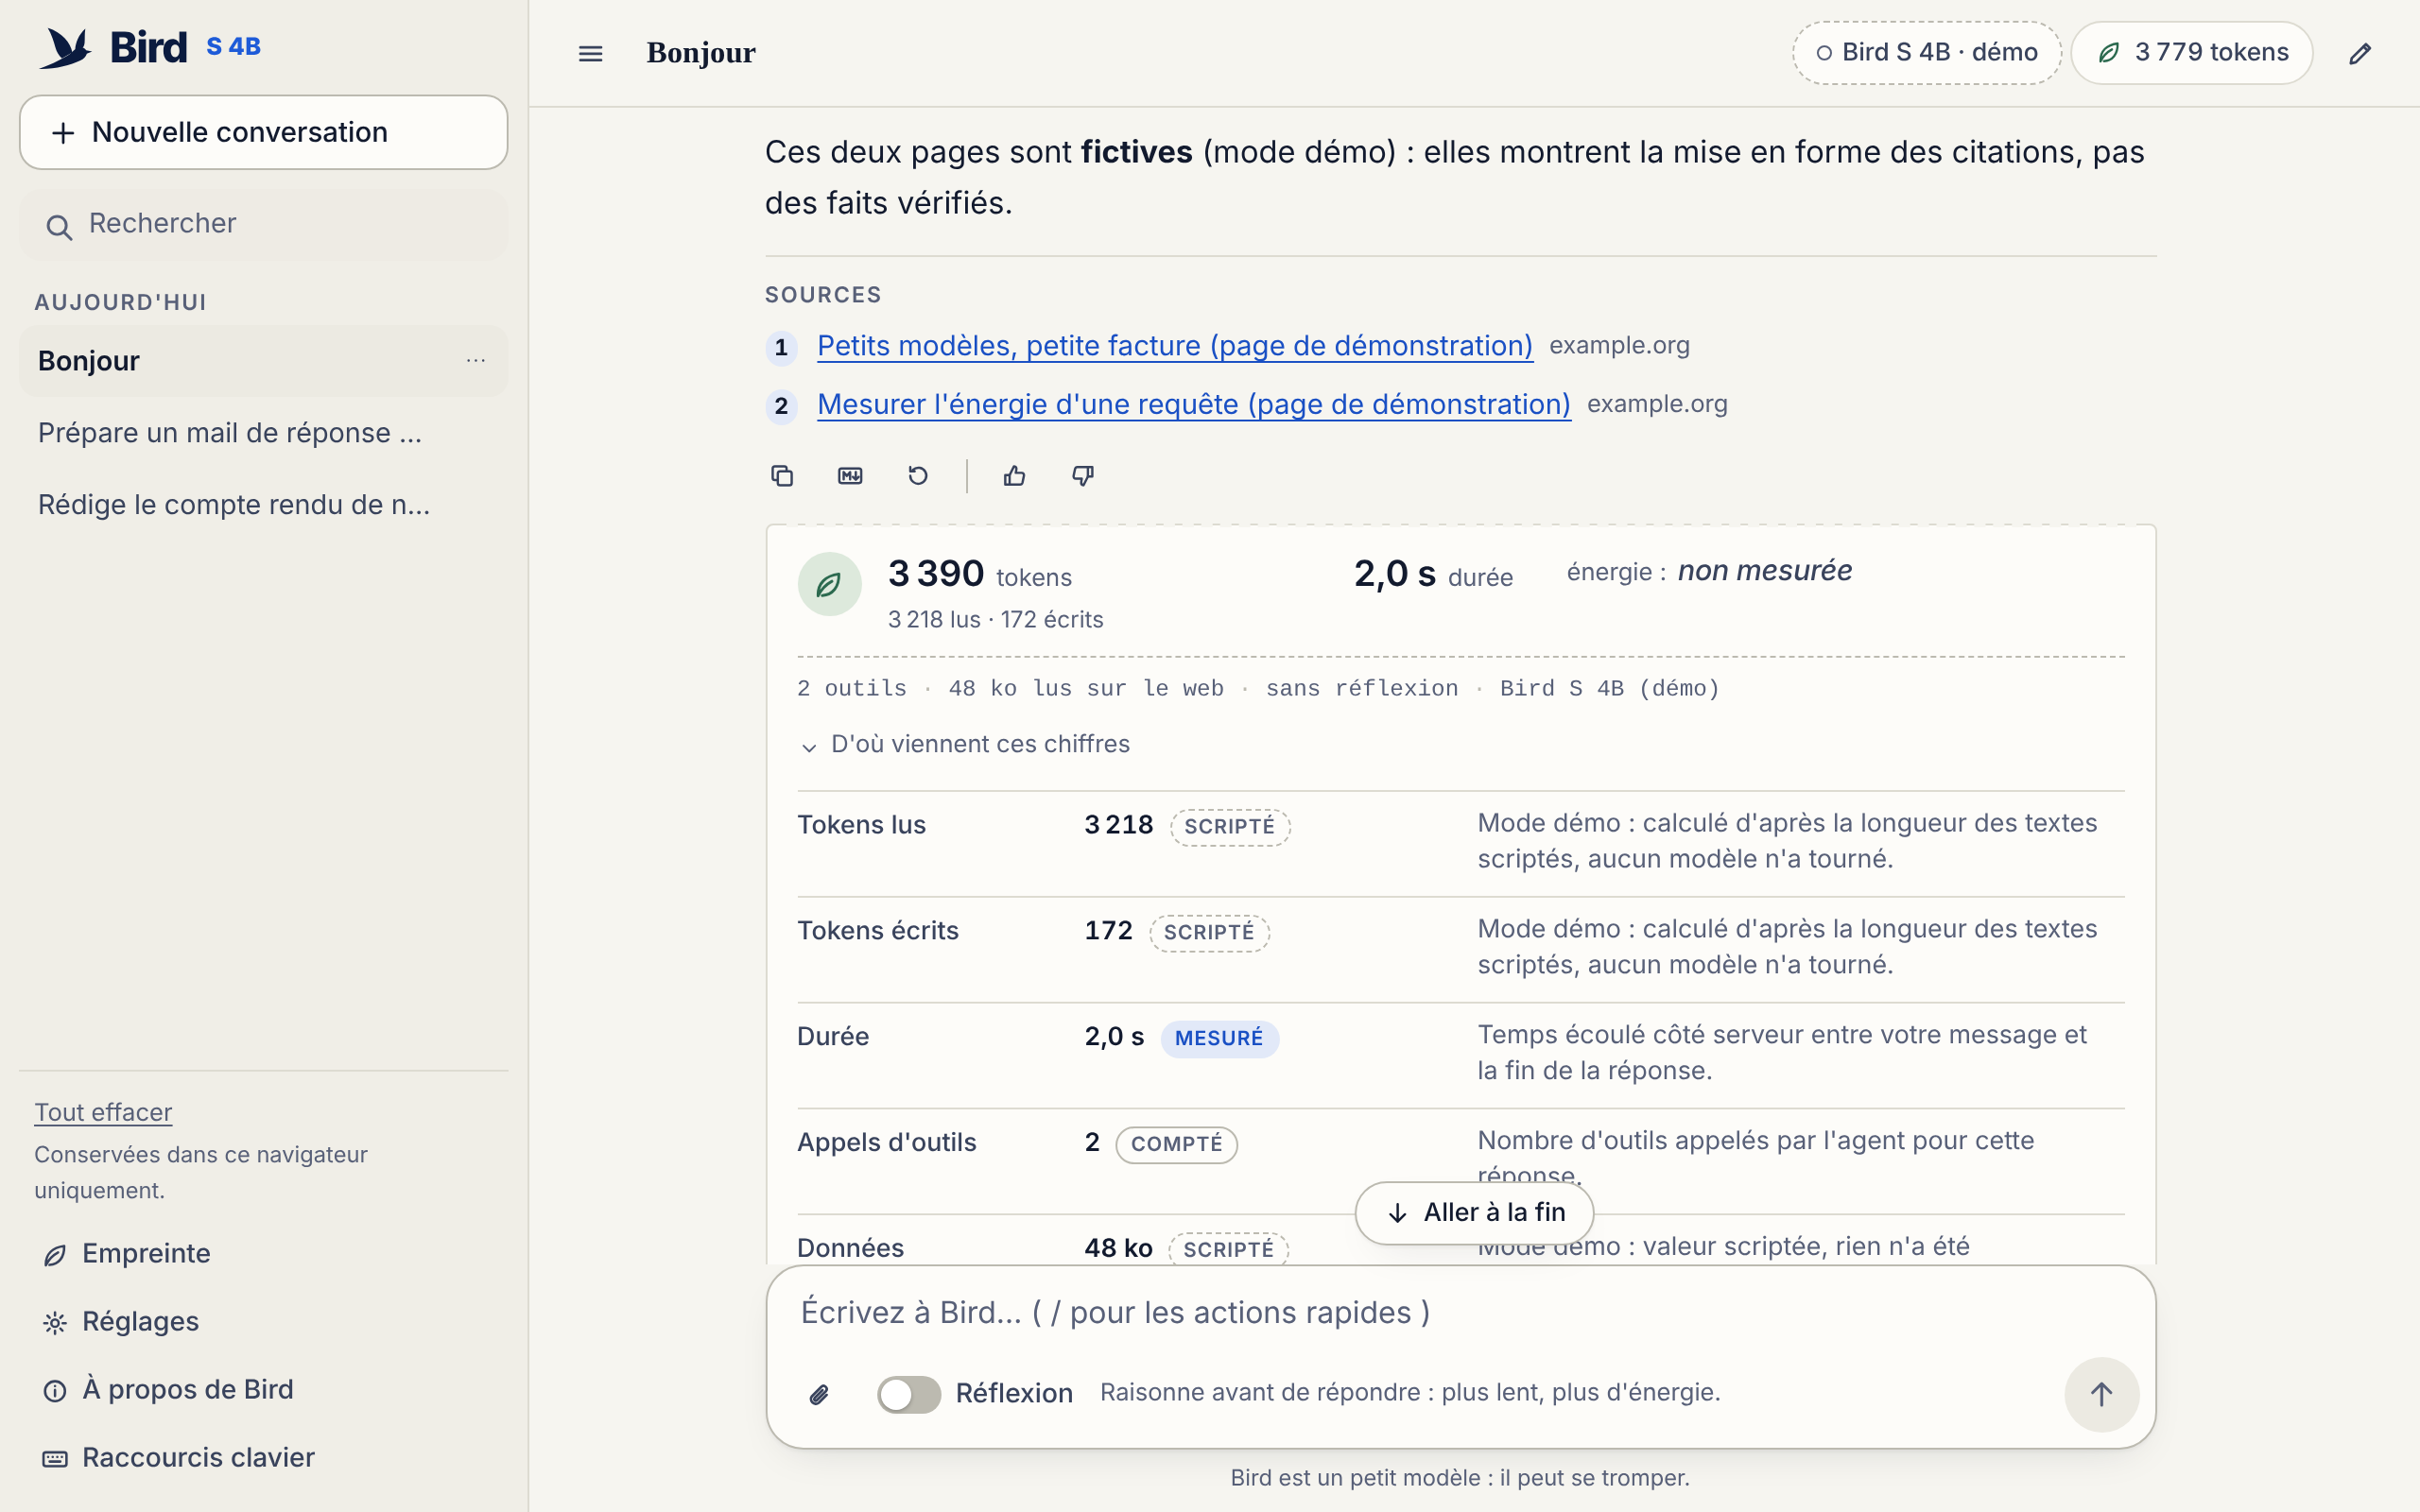 Bird S 4B
Nouvelle conversation
Rechercher
AUJOURD'HUI
Bonjour ...
Prépare un mail de réponse ...
Rédige le compte rendu de n...
Tout effacer
Conservées dans ce navigateur
uniquement.
Empreinte
Réglages
À propos de Bird
Raccourcis clavier
Bonjour
Bird S 4B · démo
3 779 tokens
Ces deux pages sont fictives (mode démo) : elles montrent la mise en forme des citations, pas
des faits vérifiés.
SOURCES
1 Petits modèles, petite facture (page de démonstration) example.org
2 Mesurer l'énergie d'une requête (page de démonstration) example.org
3 390 tokens
3 218 lus · 172 écrits
2,0 s durée
énergie : non mesurée
2 outils · 48 ko lus sur le web · sans réflexion · Bird S 4B (démo)
D'où viennent ces chiffres
Tokens lus 3 218 SCRIPTÉ
Mode démo : calculé d'après la longueur des textes
scriptés, aucun modèle n'a tourné.
Tokens écrits 172 SCRIPTÉ
Mode démo : calculé d'après la longueur des textes
scriptés, aucun modèle n'a tourné.
Durée 2,0 s MESURÉ
Temps écoulé côté serveur entre votre message et
la fin de la réponse.
Appels d'outils 2 COMPTÉ
Nombre d'outils appelés par l'agent pour cette
réponse.
Aller à la fin
Données 48 ko SCRIPTÉ
Mode démo : valeur scriptée, rien n'a été
Écrivez à Bird... ( / pour les actions rapides )
Réflexion Raisonne avant de répondre : plus lent, plus d'énergie.
Bird est un petit modèle : il peut se tromper.